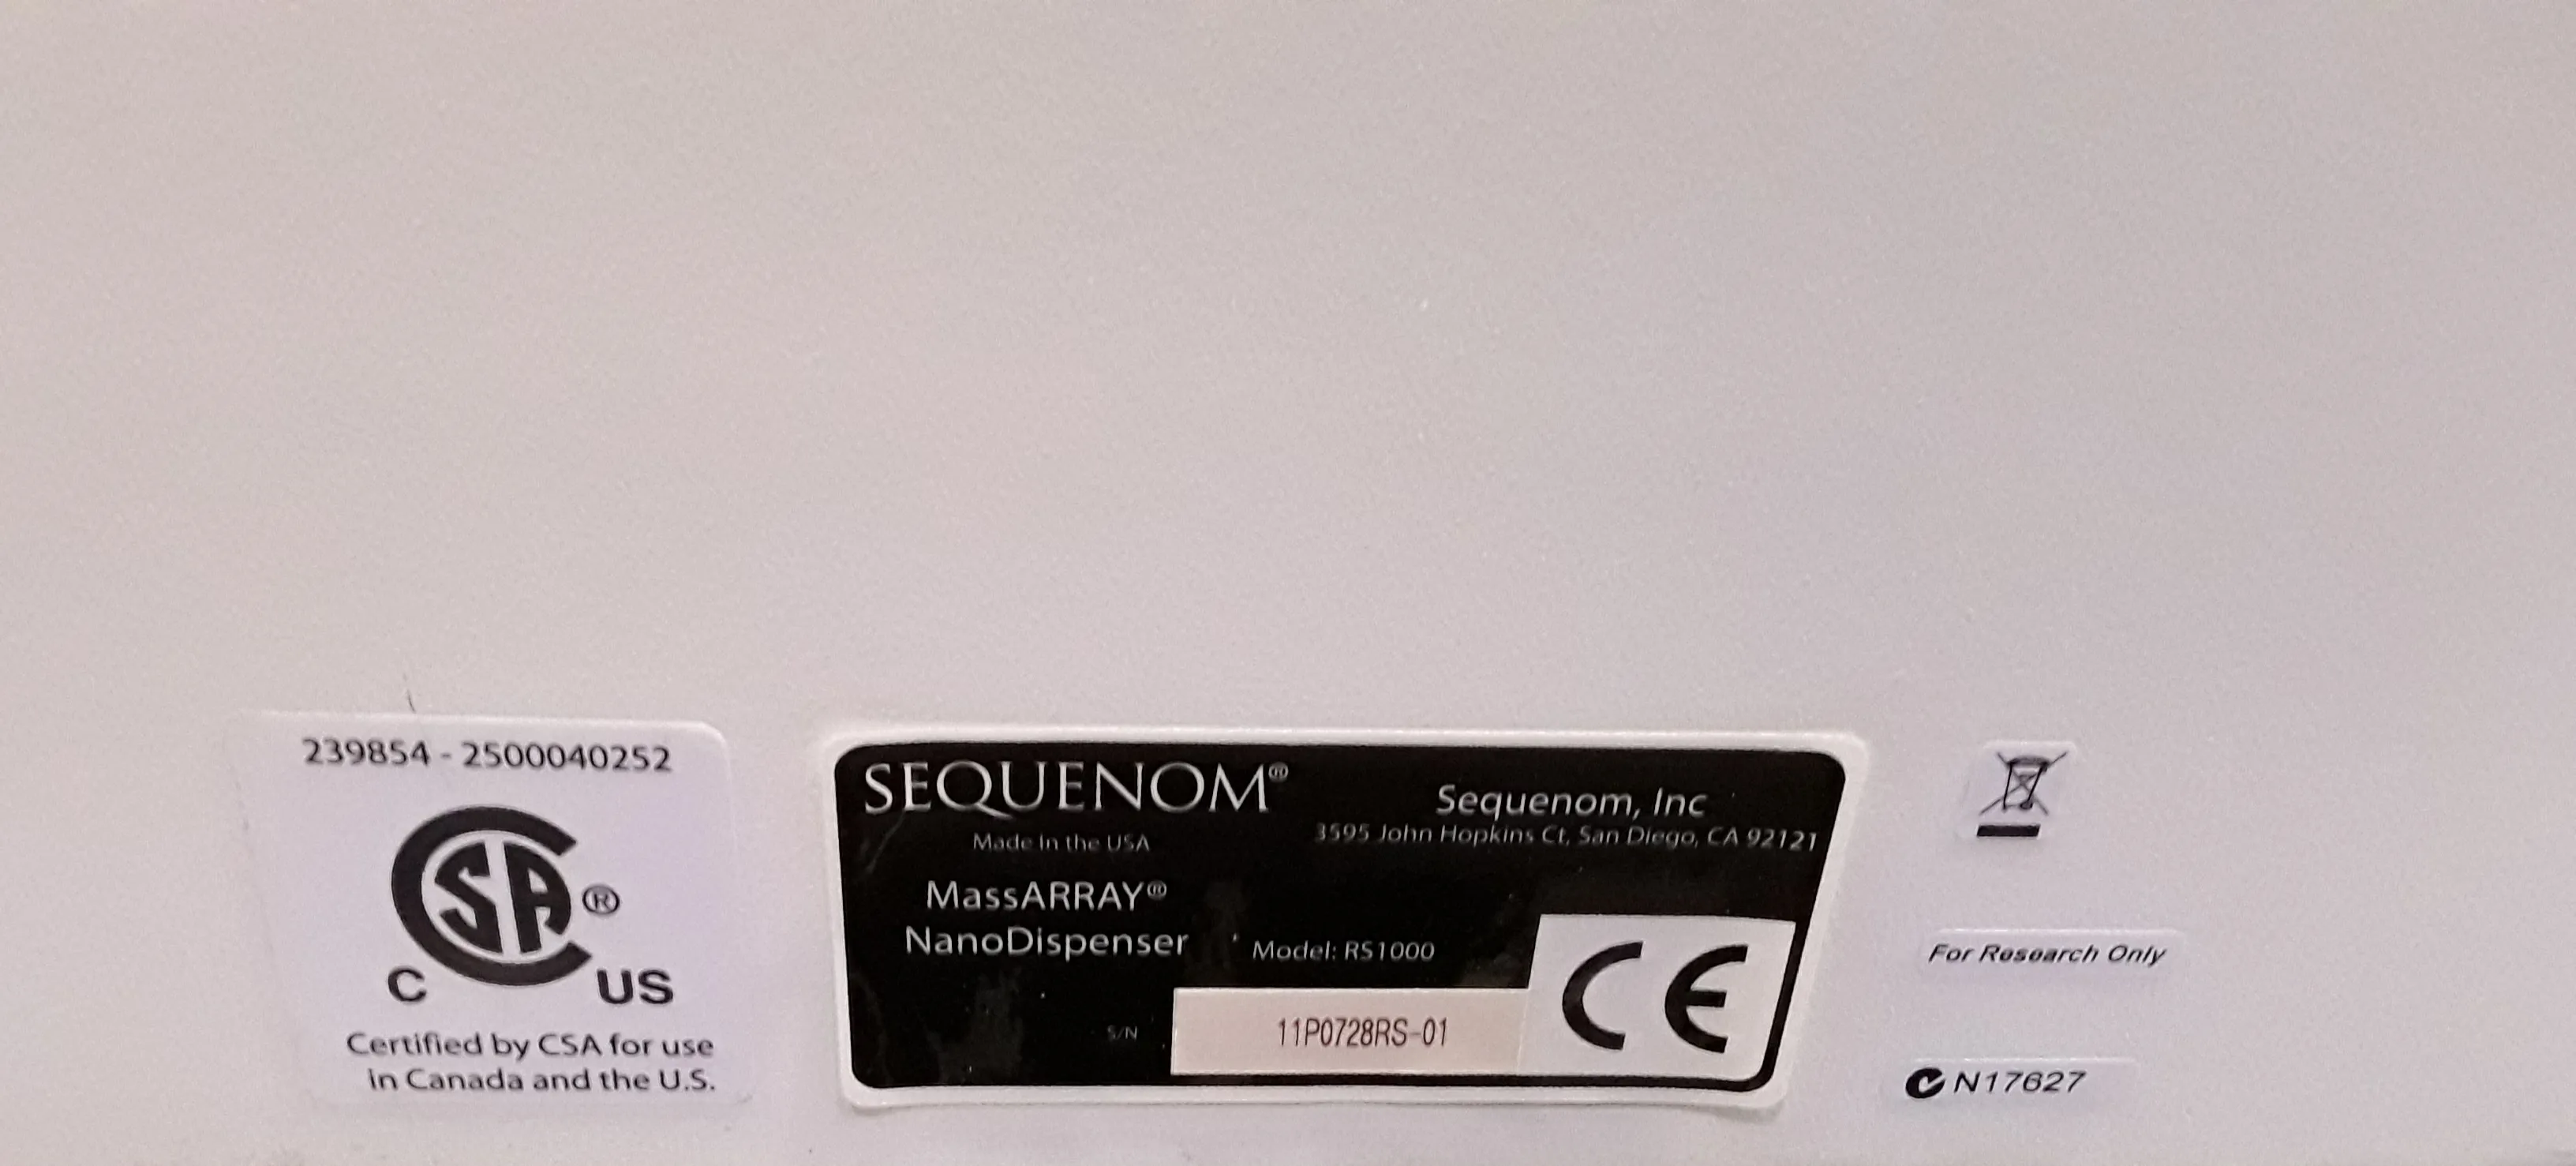 239854 - 2500040252
CSA®
C US
Certified by CSA for use
in Canada and the U.S.
SEQUENOM®
Made in the USA
Sequenom, Inc
3595 John Hopkins Ct, San Diego, CA 92121
MassARRAY®
NanoDispenser
Model: RS1000
S/N
11P0728RS-01
CE
For Research Only
N17627